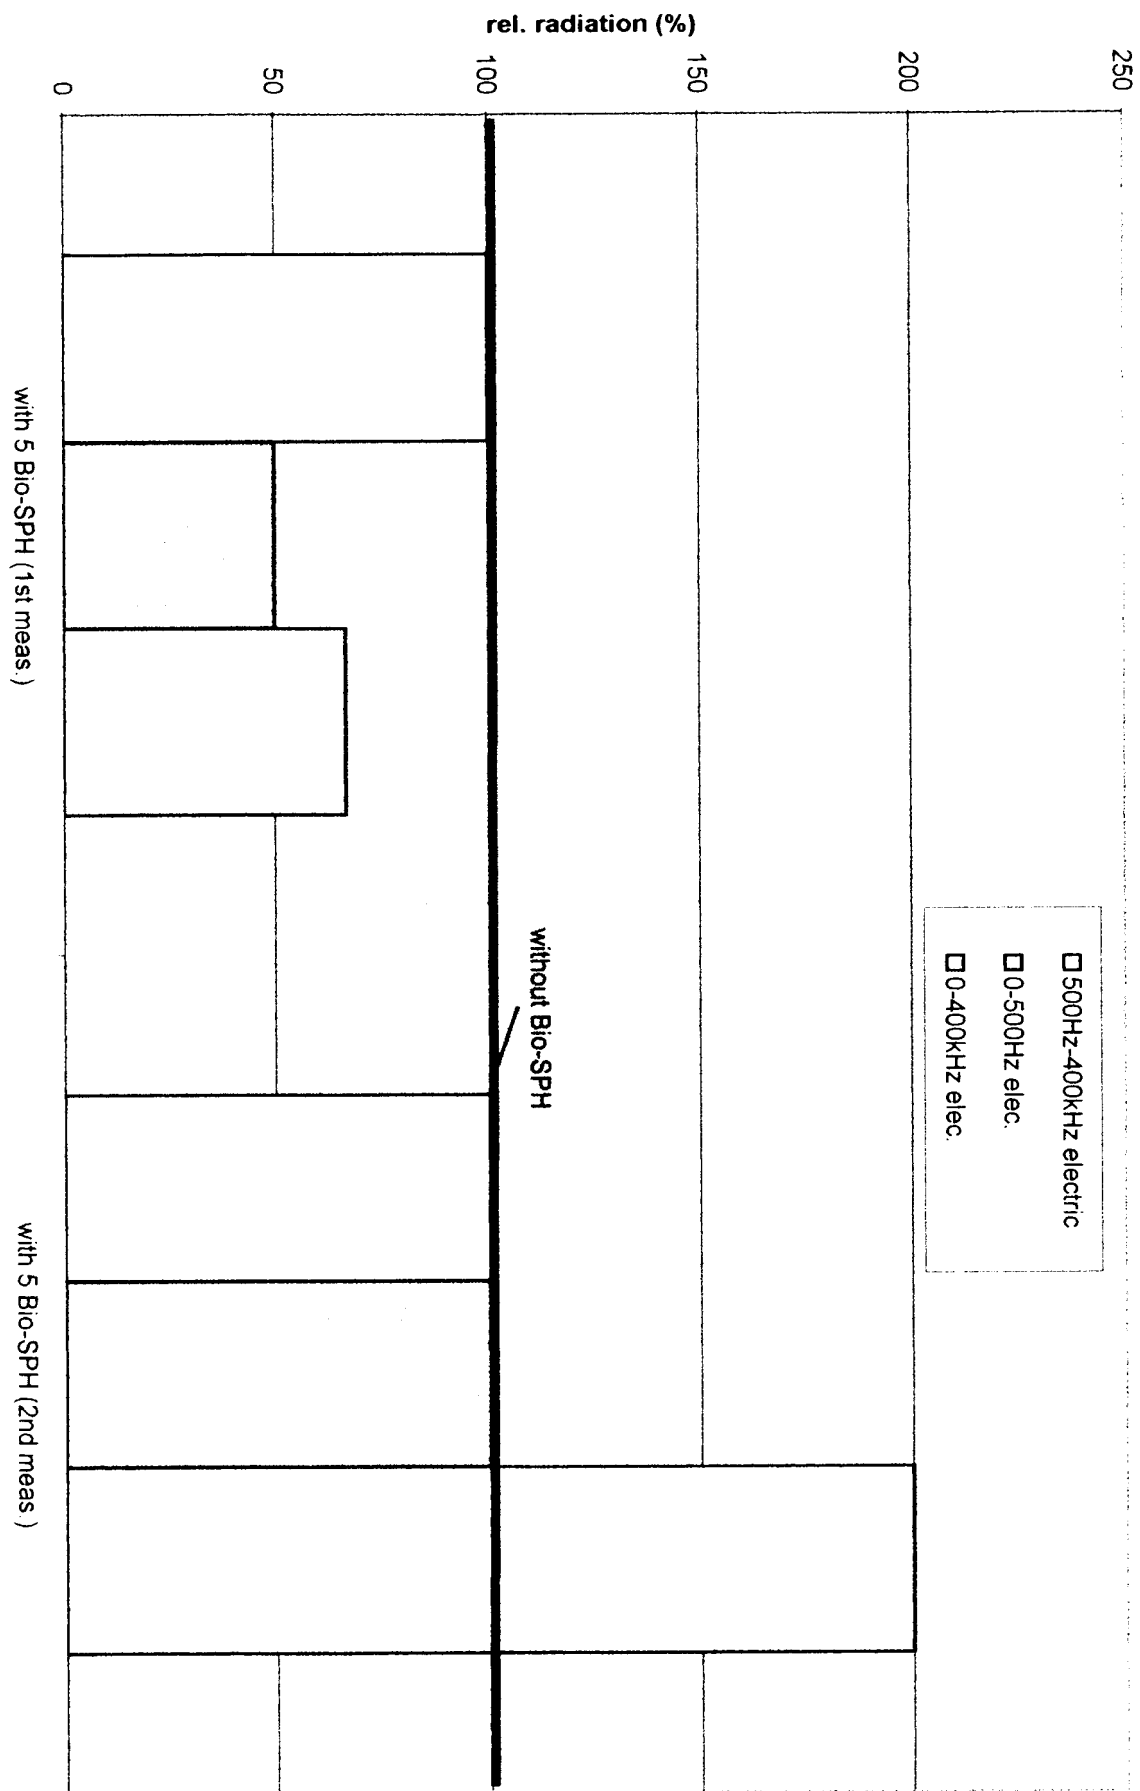 rel. radiation (%)
250
200
150
100
50
0
□500Hz-400kHz electric
□0-500Hz elec.
□0-400kHz elec.
without Bio-SPH
with 5 Bio-SPH (1st meas.)
with 5 Bio-SPH (2nd meas.)